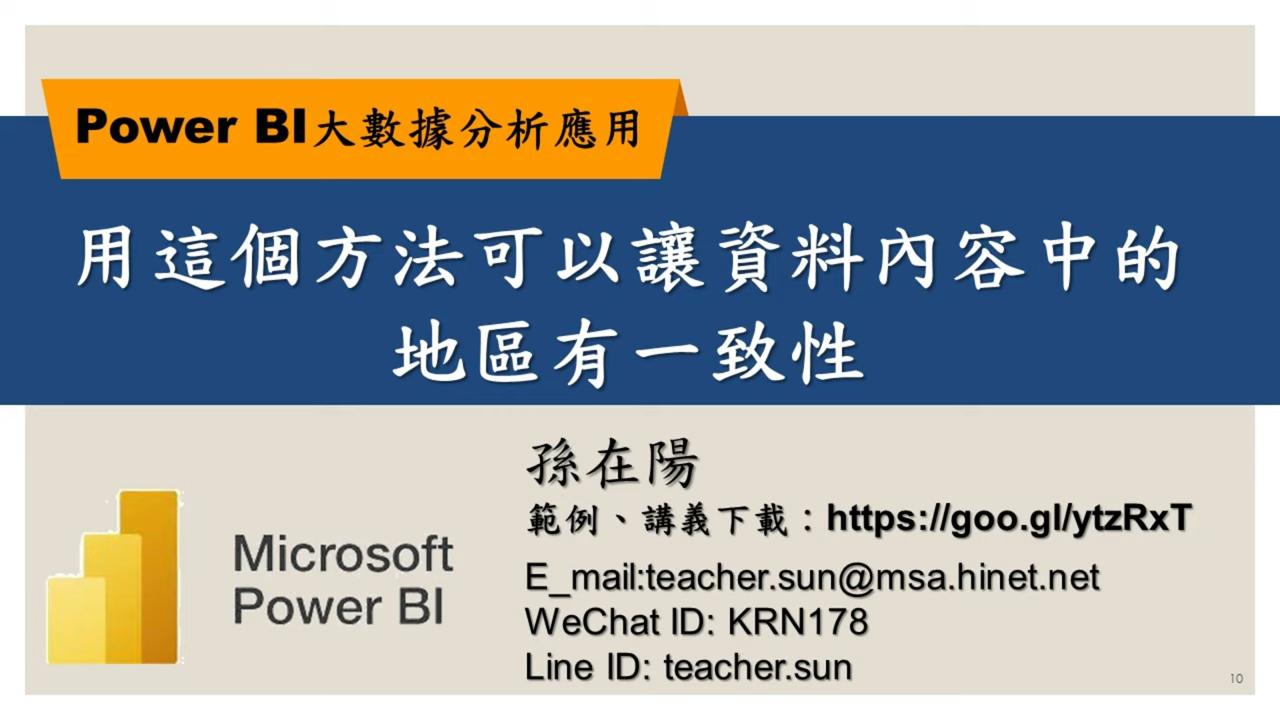 Power BI大數據分析應用
用這個方法可以讓資料內容中的
地區有一致性
孫在陽
範例、講義下載：https://goo.gl/ytzRxT
E_mail:teacher.sun@msa.hinet.net
WeChat ID: KRN178
Line ID: teacher.sun
Microsoft
Power BI
10